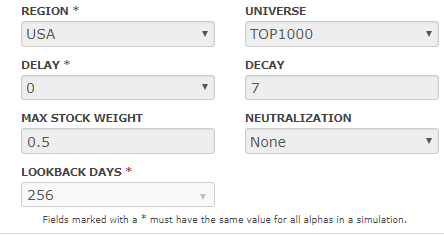 REGION * UNIVERSE
USA TOP1000
DELAY * DECAY
0 7
MAX STOCK WEIGHT NEUTRALIZATION
0.5 None
LOOKBACK DAYS *
256
Fields marked with a * must have the same value for all alphas in a simulation.